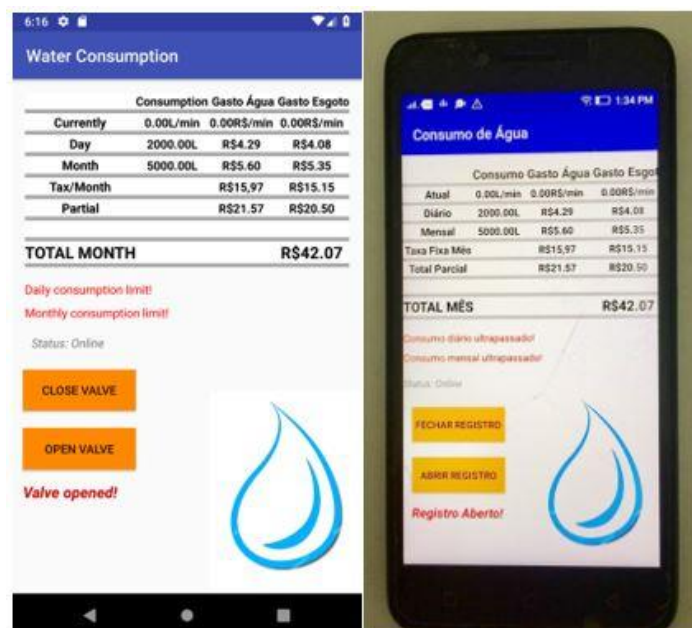 6:16
Water Consumption
Consumption Gasto Água Gasto Esgoto
Currently 0.00L/min 0.00R$/min 0.00R$/min
Day 2000.00L R$4.29 R$4.08
Month 5000.00L R$5.60 R$5.35
Tax/Month R$15,97 R$15.15
Partial R$21.57 R$20.50
TOTAL MONTH R$42.07
Daily consumption limit!
Monthly consumption limit!
Status: Online
CLOSE VALVE
OPEN VALVE
Valve opened!
1:34 PM
Consumo de Água
Consumo Gasto Água Gasto Esgot
Atual 0.00L/min 0.00R$/min 0.00R$/min
Diário 2000.00L R$4.29 R$4.08
Mensal 5000.00L R$5.60 R$5.35
Taxa Fixa Mês R$15,97 R$15.15
Total Parcial R$21.57 R$20.50
TOTAL MÊS R$42.07
Consumo diário ultrapassado!
Consumo mensal ultrapassado!
Status: Online
FECHAR REGISTRO
ABRIR REGISTRO
Registro Aberto!